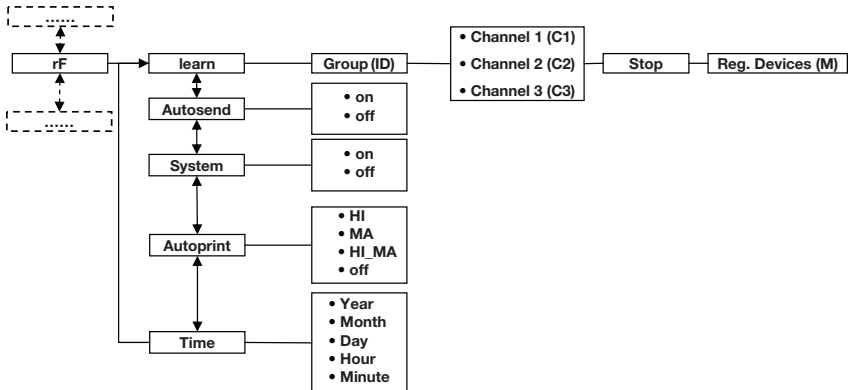 ......
rF
......
learn
Group (ID)
• Channel 1 (C1)
• Channel 2 (C2)
• Channel 3 (C3)
Stop
Reg. Devices (M)
Autosend
• on
• off
System
• on
• off
Autoprint
• HI
• MA
• HI_MA
• off
Time
• Year
• Month
• Day
• Hour
• Minute